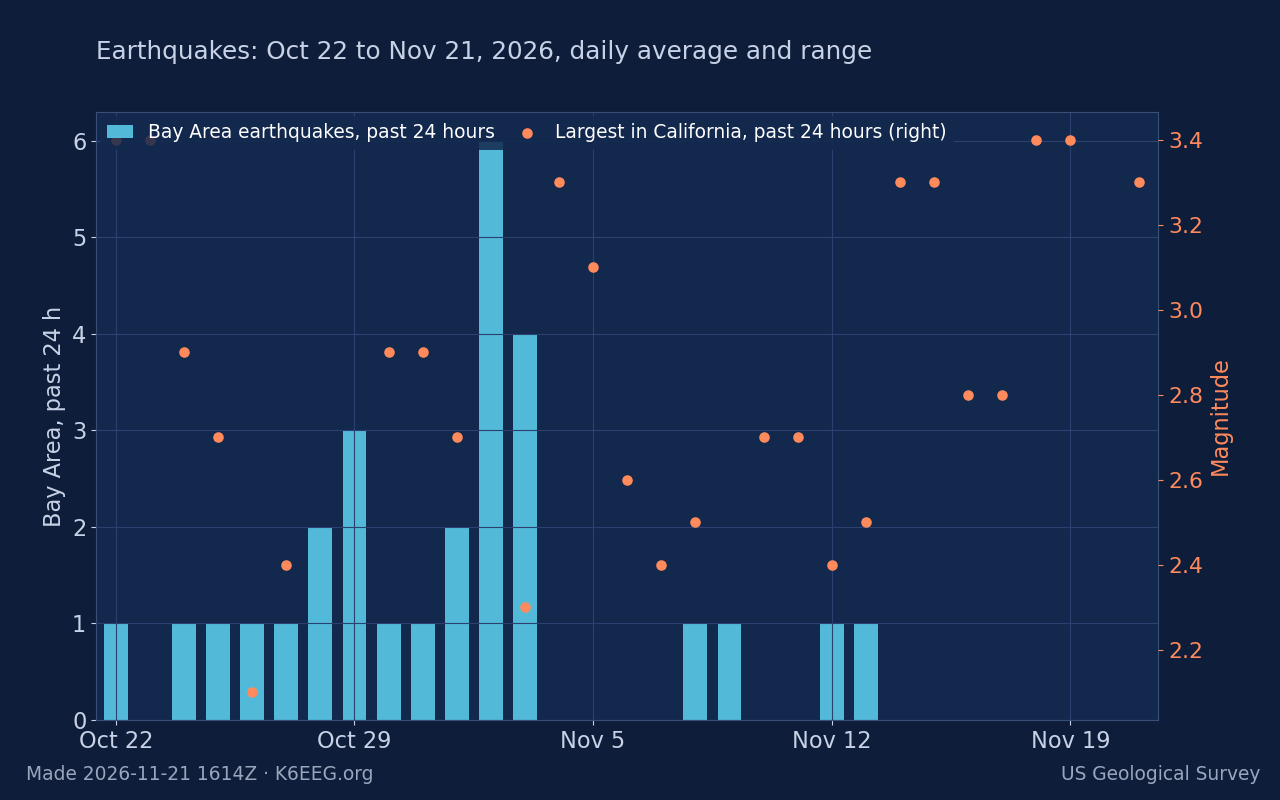 Earthquakes: Oct 22 to Nov 21, 2026, daily average and range
Bay Area earthquakes, past 24 hours
Largest in California, past 24 hours (right)
Bay Area, past 24 h
6
5
4
3
2
1
0
3.4
3.2
3.0
2.8
2.6
2.4
2.2
Magnitude
Oct 22
Oct 29
Nov 5
Nov 12
Nov 19
Made 2026-11-21 1614Z · K6EEG.org
US Geological Survey